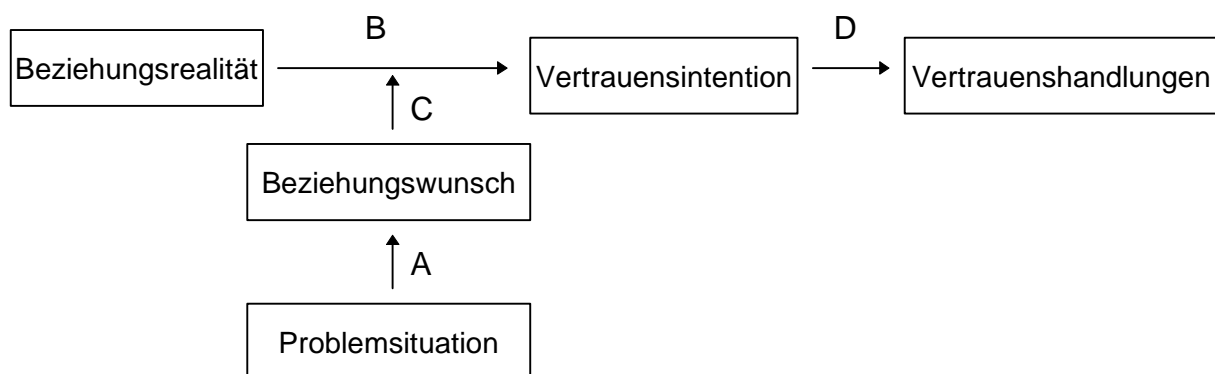 B
D
Beziehungsrealität
Vertrauensintention
Vertrauenshandlungen
C
Beziehungswunsch
A
Problemsituation